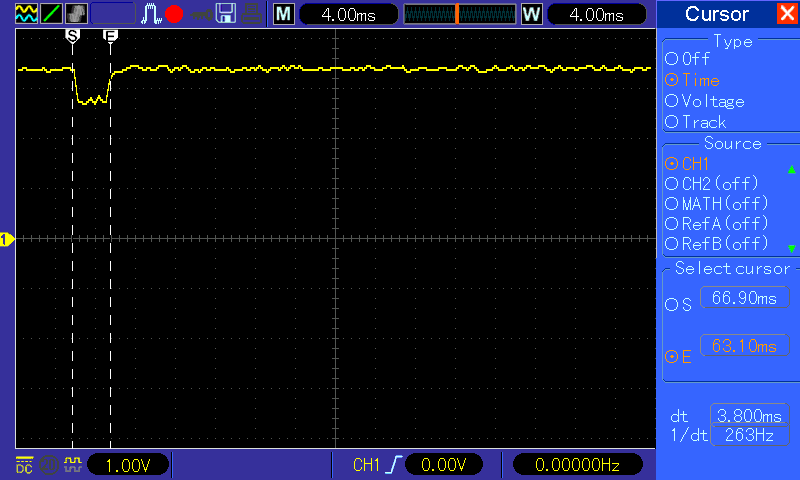 M 4.00ms W 4.00ms Cursor
S E
Type
Off
Time
Voltage
Track
Source
CH1
CH2(off)
MATH(off)
RefA(off)
RefB(off)
1
Select cursor
S 66.90ms
E 63.10ms
dt 3.800ms
1/dt 263Hz
DC 1.00V CH1 0.00V 0.00000Hz